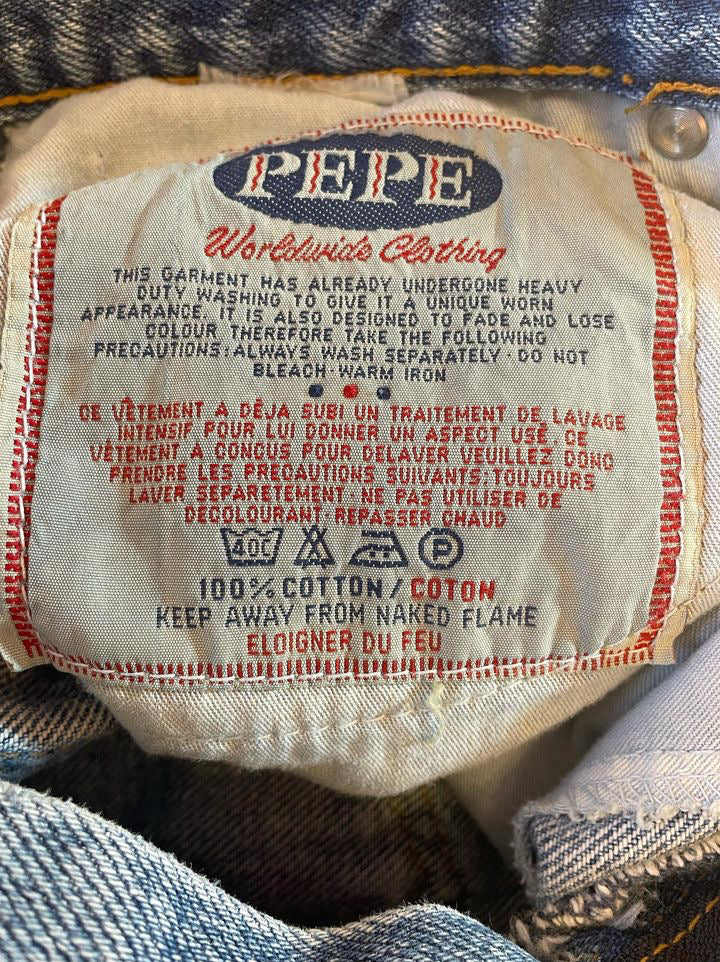 PEPE
Worldwide Clothing
THIS GARMENT HAS ALREADY UNDERGONE HEAVY
DUTY WASHING TO GIVE IT A UNIQUE WORN
APPEARANCE. IT IS ALSO DESIGNED TO FADE AND LOSE
COLOUR THEREFORE TAKE THE FOLLOWING
PRECAUTIONS:ALWAYS WASH SEPARATELY·DO NOT
BLEACH·WARM IRON
CE VÊTEMENT A DÉJA SUBI UN TRAITEMENT DE LAVAGE
INTENSIF POUR LUI DONNER UN ASPECT USÉ. CE
VÊTEMENT A CONÇUS POUR DELAVER VEUILLEZ DONC
PRENDRE LES PRECAUTIONS SUIVANTS:TOUJOURS
LAVER SEPARETEMENT·NE PAS UTILISER DE
DECOLOURANT·REPASSER CHAUD
40C P
100% COTTON/COTON
KEEP AWAY FROM NAKED FLAME
ELOIGNER DU FEU